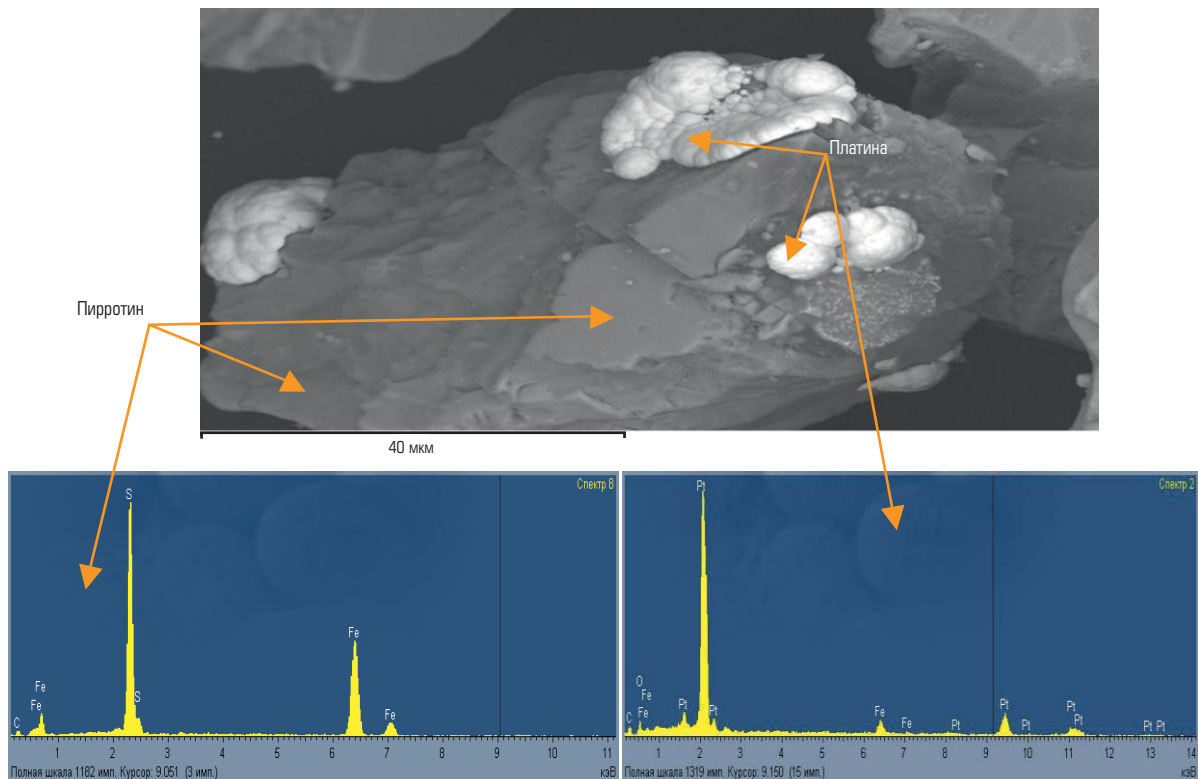 Платина
Пирротин
40 мкм
Спектр 8
S
Fe
Fe
S
Fe
Fe
C
1 2 3 4 5 6 7 8 9 10 11
Полная шкала 1182 имп. Курсор: 9.051 (3 имп.) кэВ
Спектр 2
Pt
O
Fe
C
Fe
Pt
Pt
Fe
Fe
Pt
Pt
Pt
Pt
Pt
Pt Pt
1 2 3 4 5 6 7 8 9 10 11 12 13 14
Полная шкала 1319 имп. Курсор: 9.150 (15 имп.) кэВ